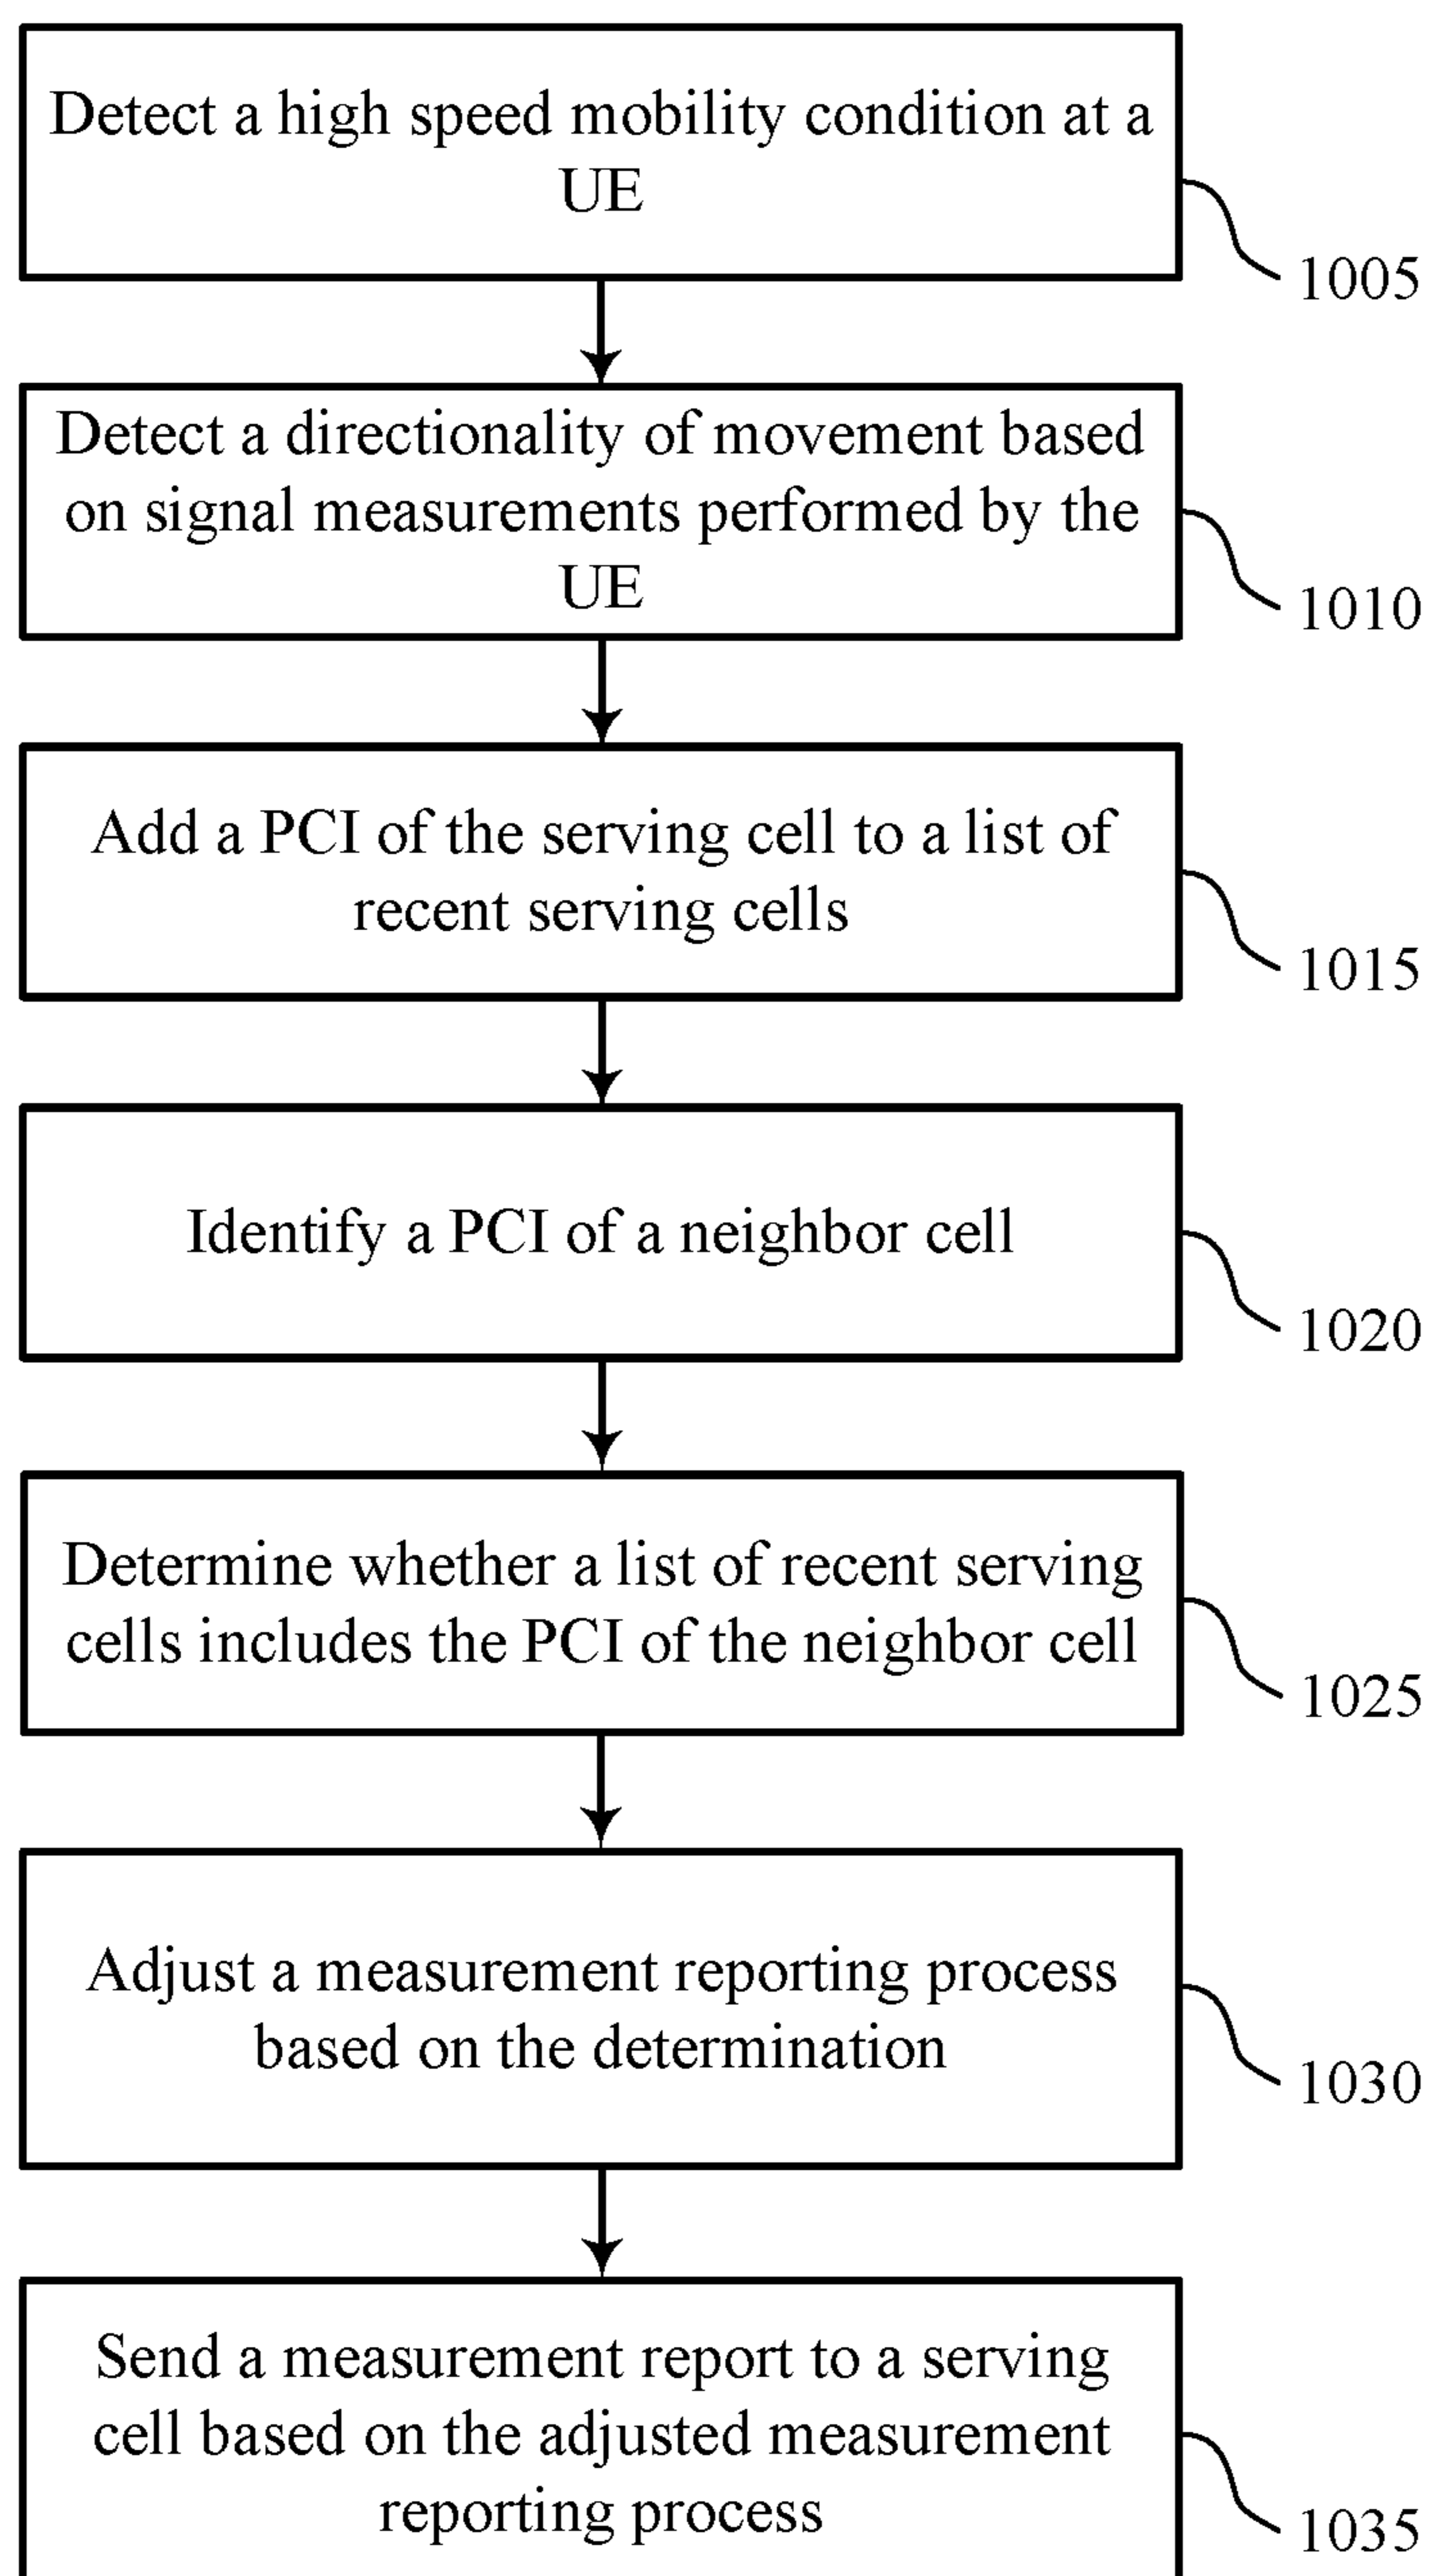 Detect a high speed mobility condition at a
UE
1005
Detect a directionality of movement based
on signal measurements performed by the
UE
1010
Add a PCI of the serving cell to a list of
recent serving cells
1015
Identify a PCI of a neighbor cell
1020
Determine whether a list of recent serving
cells includes the PCI of the neighbor cell
1025
Adjust a measurement reporting process
based on the determination
1030
Send a measurement report to a serving
cell based on the adjusted measurement
reporting process
1035